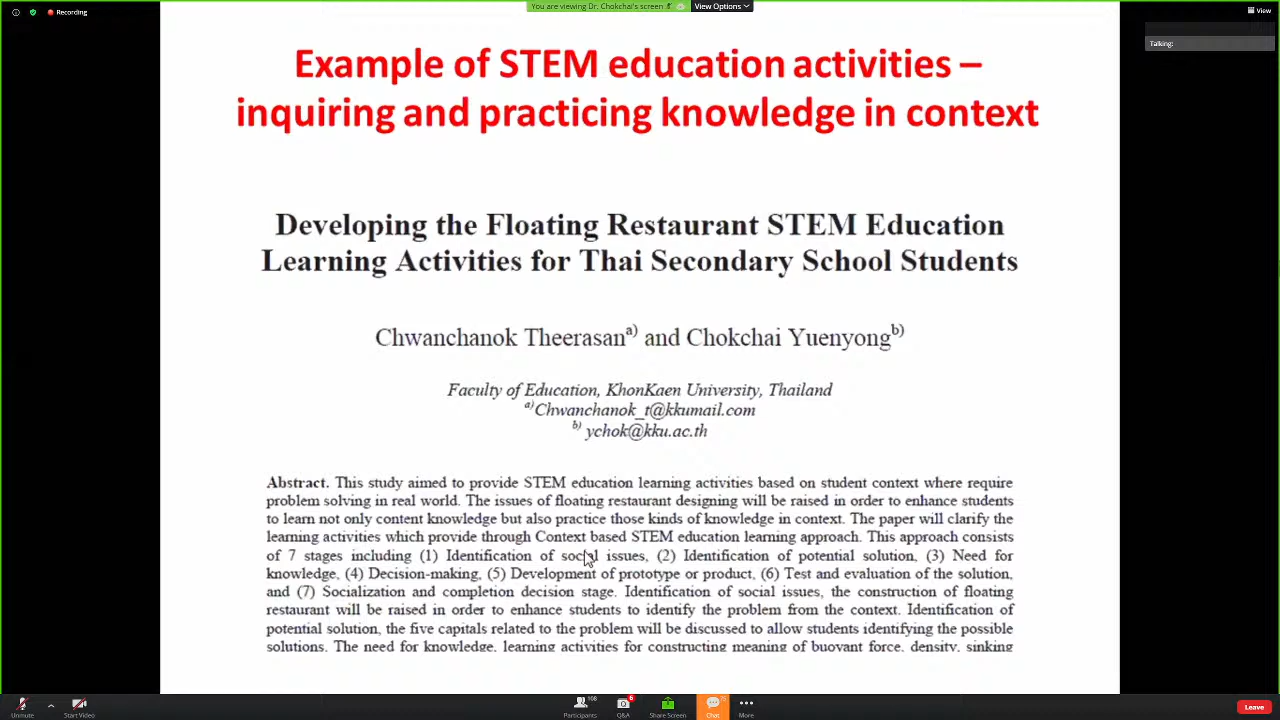 Recording
You are viewing Dr. Chokchai's screen
View Options
View
Talking:
Example of STEM education activities –
inquiring and practicing knowledge in context
Developing the Floating Restaurant STEM Education
Learning Activities for Thai Secondary School Students
Chwanchanok Theerasan a) and Chokchai Yuenyong b)
Faculty of Education, KhonKaen University, Thailand
a) Chwanchanok_t@kkumail.com
b) ychok@kku.ac.th
Abstract. This study aimed to provide STEM education learning activities based on student context where require
problem solving in real world. The issues of floating restaurant designing will be raised in order to enhance students
to learn not only content knowledge but also practice those kinds of knowledge in context. The paper will clarify the
learning activities which provide through Context based STEM education learning approach. This approach consists
of 7 stages including (1) Identification of social issues, (2) Identification of potential solution, (3) Need for
knowledge, (4) Decision-making, (5) Development of prototype or product, (6) Test and evaluation of the solution,
and (7) Socialization and completion decision stage. Identification of social issues, the construction of floating
restaurant will be raised in order to enhance students to identify the problem from the context. Identification of
potential solution, the five capitals related to the problem will be discussed to allow students identifying the possible
solutions. The need for knowledge, learning activities for constructing meaning of buoyant force, density, sinking
Unmute
Start Video
Participants
108
Q&A
6
Share Screen
Chat
More
Leave